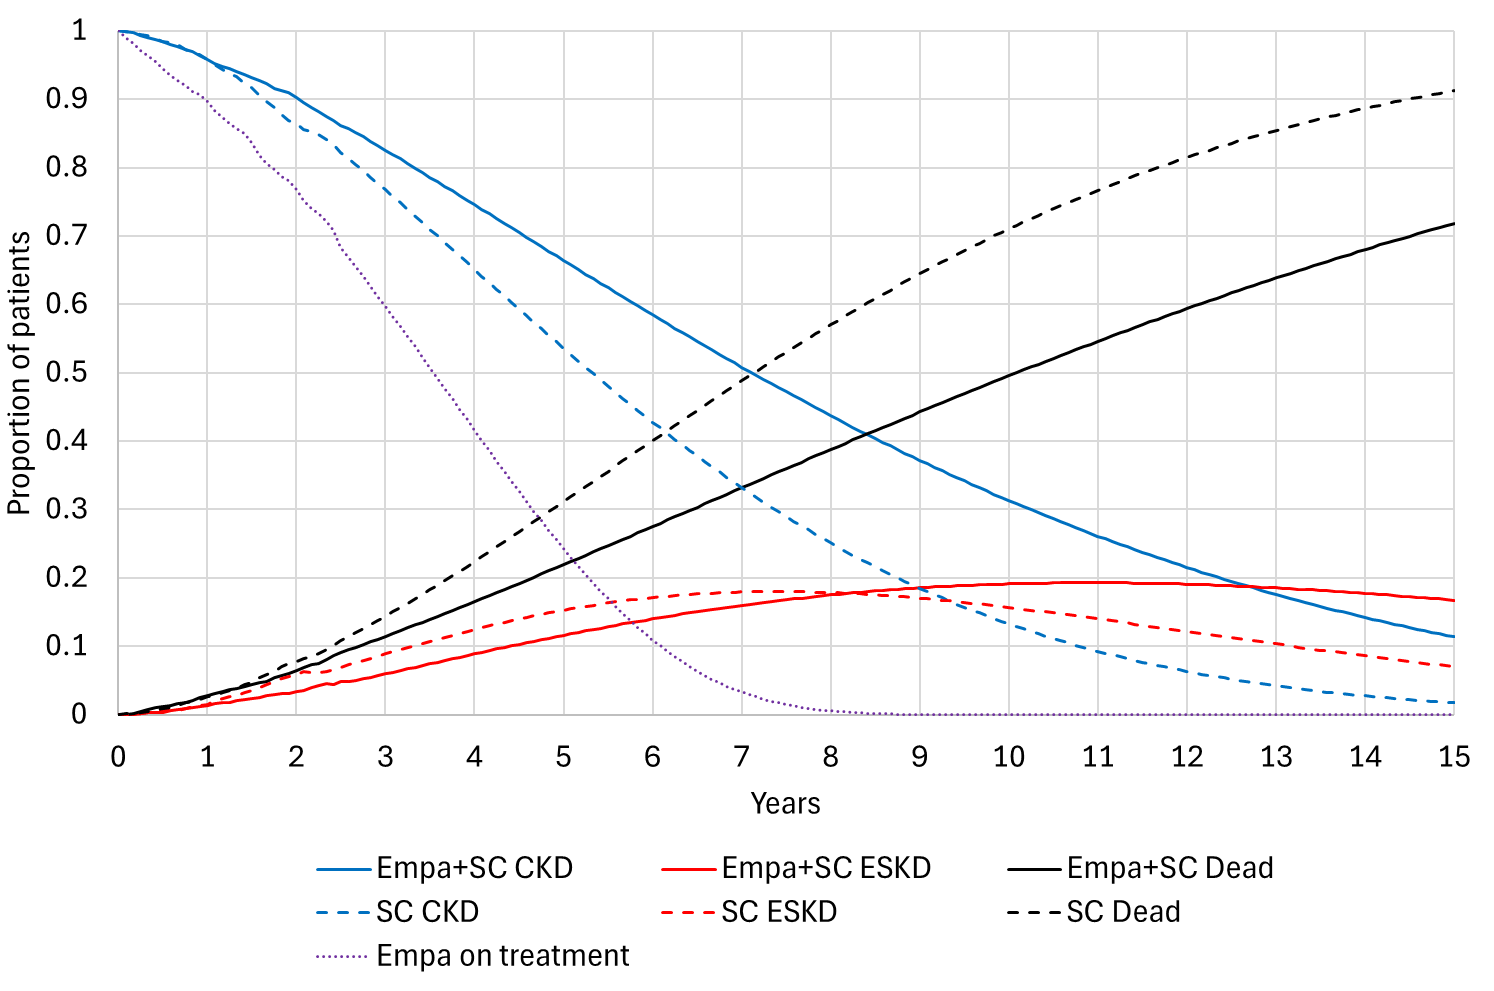 Proportion of patients
1
0.9
0.8
0.7
0.6
0.5
0.4
0.3
0.2
0.1
0
0 1 2 3 4 5 6 7 8 9 10 11 12 13 14 15
Years
Empa+SC CKD Empa+SC ESKD Empa+SC Dead
SC CKD SC ESKD SC Dead
Empa on treatment